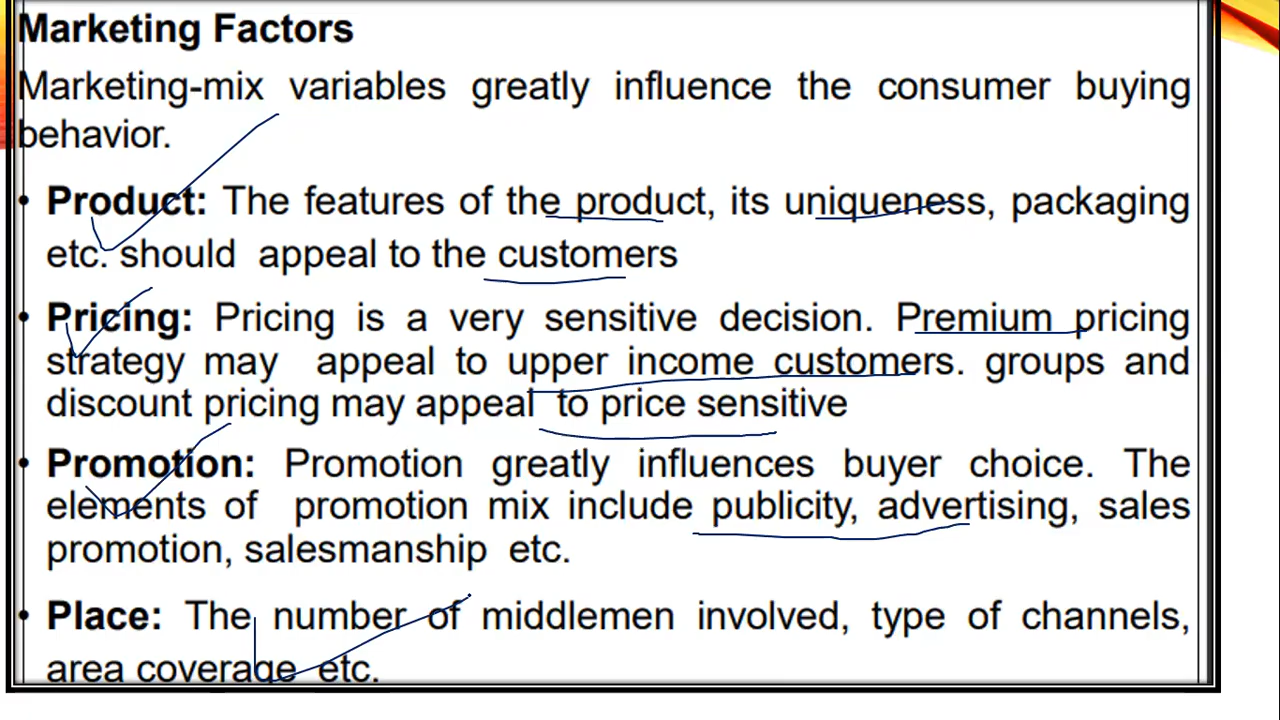 Marketing Factors
Marketing-mix variables greatly influence the consumer buying
behavior.
• Product: The features of the product, its uniqueness, packaging
etc. should appeal to the customers
• Pricing: Pricing is a very sensitive decision. Premium pricing
strategy may appeal to upper income customers. groups and
discount pricing may appeal to price sensitive
• Promotion: Promotion greatly influences buyer choice. The
elements of promotion mix include publicity, advertising, sales
promotion, salesmanship etc.
• Place: The number of middlemen involved, type of channels,
area coverage etc.